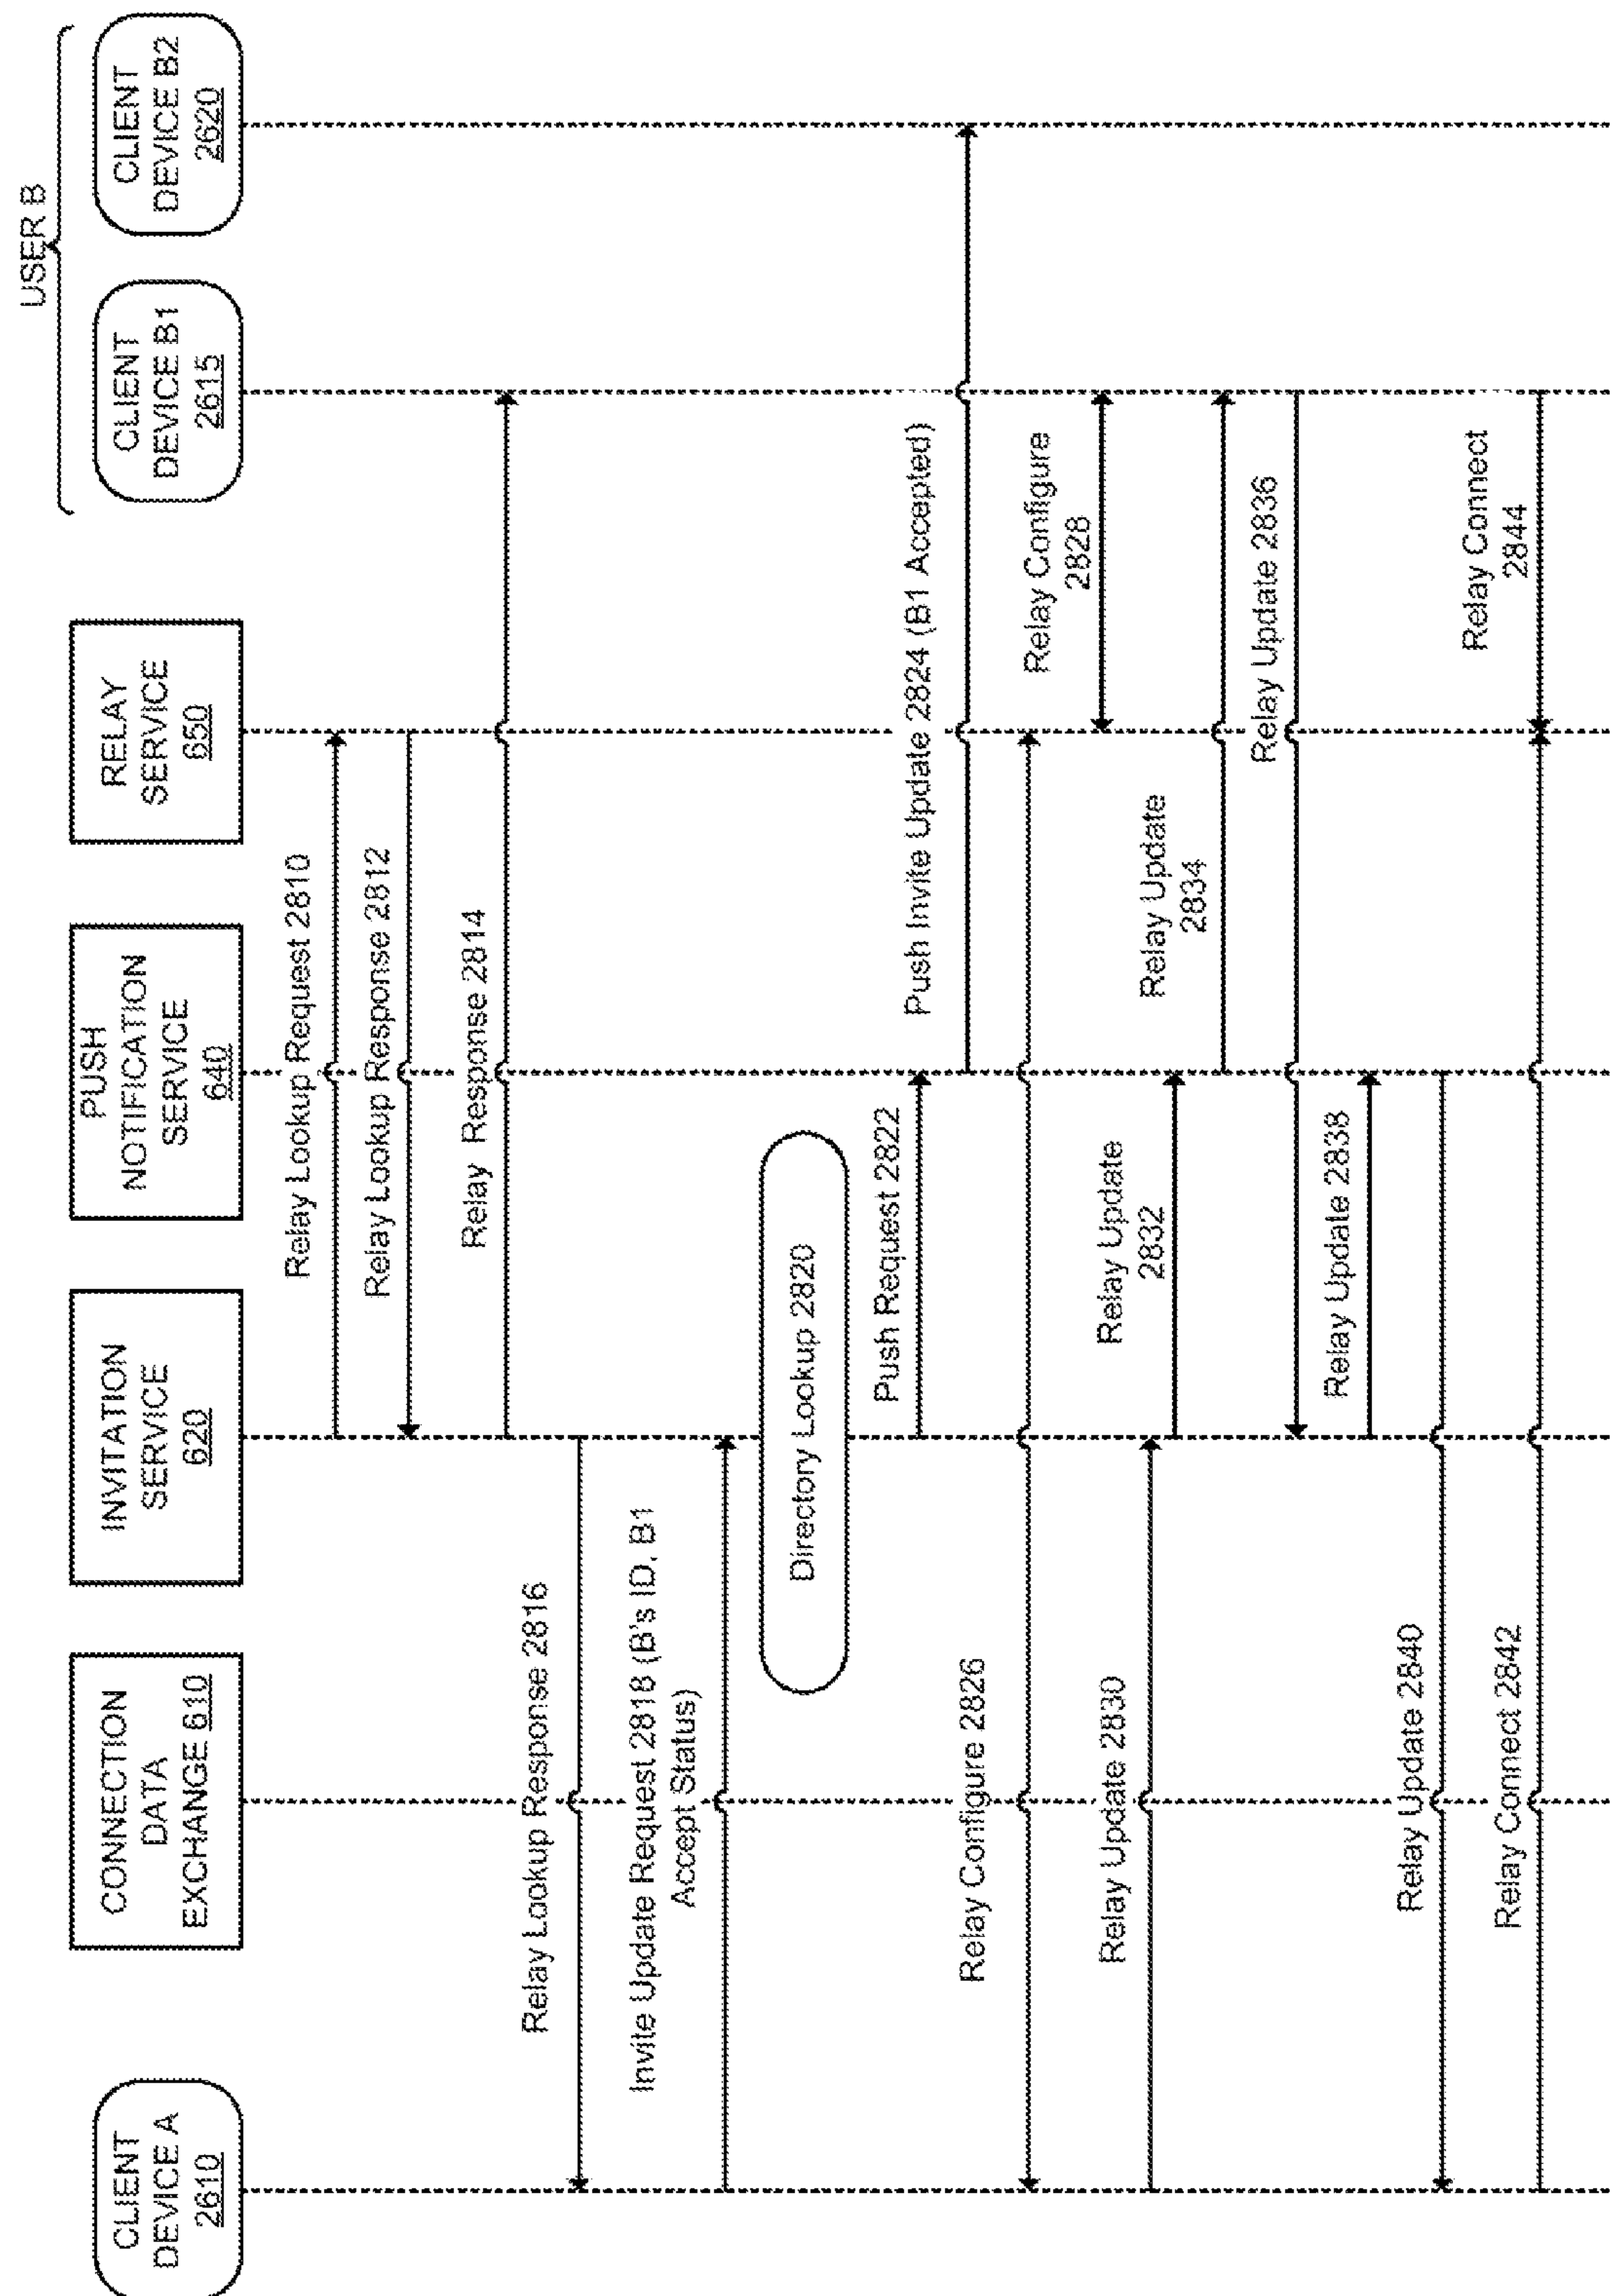 CLIENT
DEVICE A
2610
CONNECTION
DATA
EXCHANGE 610
INVITATION
SERVICE
620
PUSH
NOTIFICATION
SERVICE
640
RELAY
SERVICE
650
USER B
CLIENT
DEVICE B1
2615
CLIENT
DEVICE B2
2620
Relay Lookup Request 2810
Relay Lookup Response 2812
Relay Response 2814
Relay Lookup Response 2816
Invite Update Request 2818 (B's ID, B1
Accept Status)
Directory Lookup 2820
Push Request 2822
Push Invite Update 2824 (B1 Accepted)
Relay Configure 2826
Relay Configure
2828
Relay Update 2830
Relay Update
2832
Relay Update
2834
Relay Update 2836
Relay Update 2838
Relay Update 2840
Relay Connect 2842
Relay Connect
2844